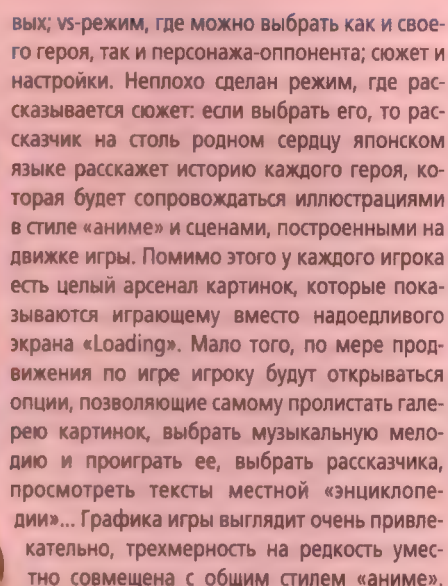 вых; vs-режим, где можно выбрать как и свое-
го героя, так и персонажа-оппонента; сюжет и
настройки. Неплохо сделан режим, где рас-
сказывается сюжет: если выбрать его, то рас-
сказчик на столь родном сердцу японском
языке расскажет историю каждого героя, ко-
торая будет сопровождаться иллюстрациями
в стиле «аниме» и сценами, построенными на
движке игры. Помимо этого у каждого игрока
есть целый арсенал картинок, которые пока-
зываются играющему вместо надоедливого
экрана «Loading». Мало того, по мере прод-
вижения по игре игроку будут открываться
опции, позволяющие самому пролистать гале-
рею картинок, выбрать музыкальную мело-
дию и проиграть ее, выбрать рассказчика,
просмотреть тексты местной «энциклопе-
дии»... Графика игры выглядит очень привле-
кательно, трехмерность на редкость умес-
тно совмещена с общим стилем «аниме».